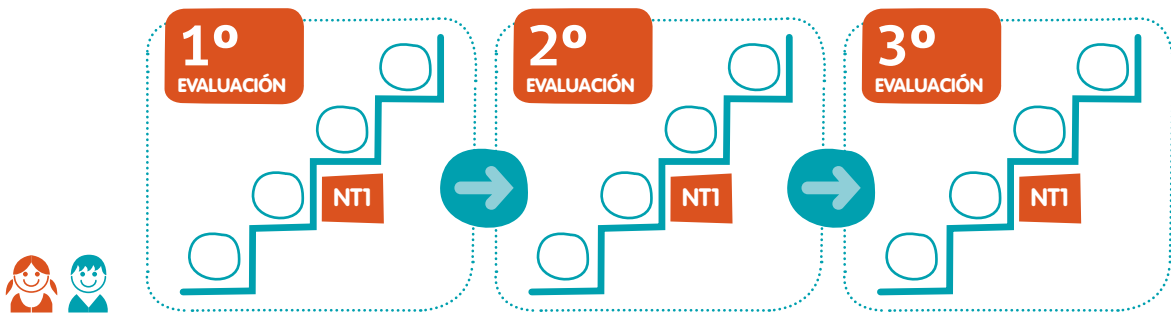 1º
EVALUACIÓN
NT1
2º
EVALUACIÓN
NT1
3º
EVALUACIÓN
NT1